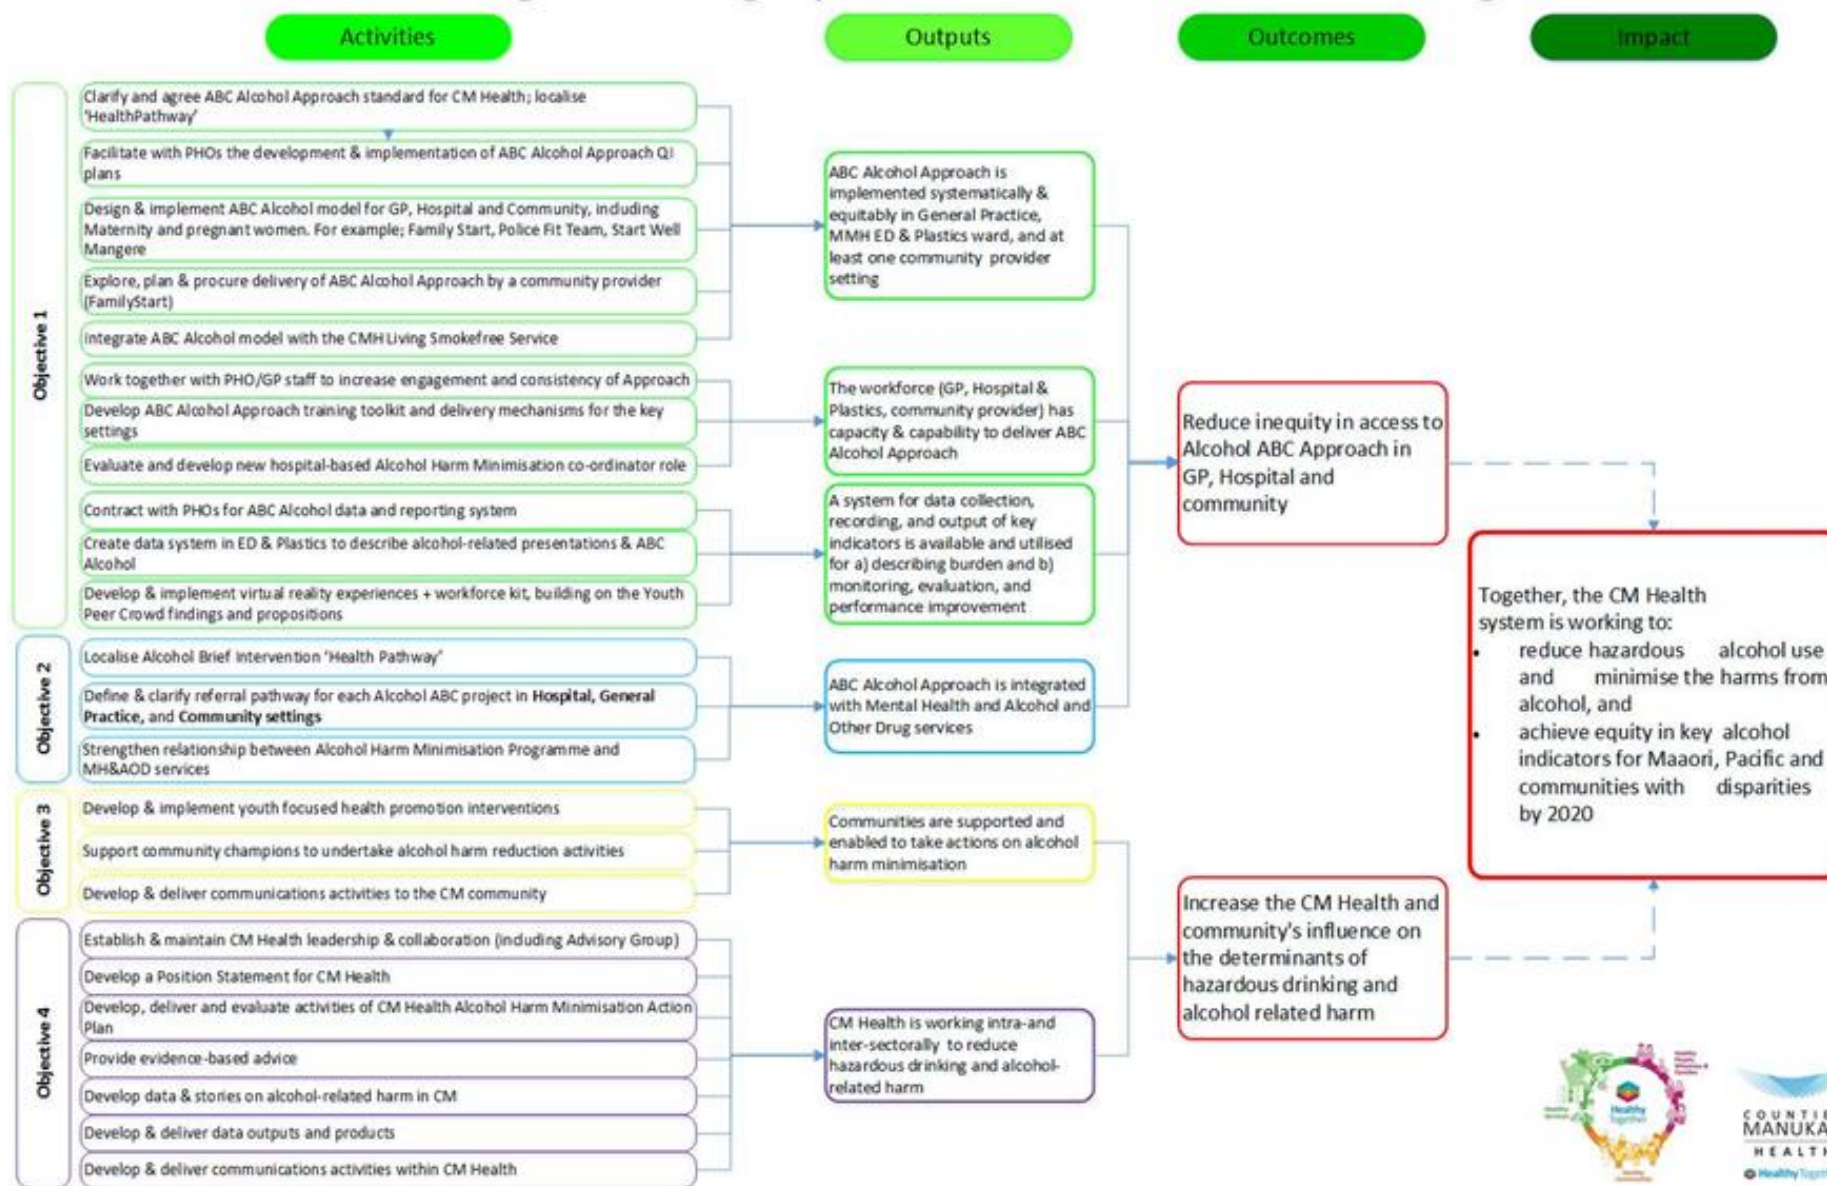 Activities
Outputs
Outcomes
Impact
Objective 1
Clarify and agree ABC Alcohol Approach standard for CM Health; localise
'HealthPathway'
Facilitate with PHOs the development & implementation of ABC Alcohol Approach QI
plans
Design & implement ABC Alcohol model for GP, Hospital and Community, including
Maternity and pregnant women. For example; Family Start, Police Fit Team, Start Well
Mangere
Explore, plan & procure delivery of ABC Alcohol Approach by a community provider
(FamilyStart)
Integrate ABC Alcohol model with the CMH Living Smokefree Service
Work together with PHO/GP staff to increase engagement and consistency of Approach
Develop ABC Alcohol Approach training toolkit and delivery mechanisms for the key
settings
Evaluate and develop new hospital-based Alcohol Harm Minimisation co-ordinator role
Contract with PHOs for ABC Alcohol data and reporting system
Create data system in ED & Plastics to describe alcohol-related presentations & ABC
Alcohol
Develop & implement virtual reality experiences + workforce kit, building on the Youth
Peer Crowd findings and propositions
Objective 2
Localise Alcohol Brief Intervention 'Health Pathway'
Define & clarify referral pathway for each Alcohol ABC project in Hospital, General
Practice, and Community settings
Strengthen relationship between Alcohol Harm Minimisation Programme and
MH&AOD services
Objective 3
Develop & implement youth focused health promotion interventions
Support community champions to undertake alcohol harm reduction activities
Develop & deliver communications activities to the CM community
Objective 4
Establish & maintain CM Health leadership & collaboration (including Advisory Group)
Develop a Position Statement for CM Health
Develop, deliver and evaluate activities of CM Health Alcohol Harm Minimisation Action
Plan
Provide evidence-based advice
Develop data & stories on alcohol-related harm in CM
Develop & deliver data outputs and products
Develop & deliver communications activities within CM Health
ABC Alcohol Approach is
implemented systematically &
equitably in General Practice,
MMH ED & Plastics ward, and at
least one community provider
setting
The workforce (GP, Hospital &
Plastics, community provider) has
capacity & capability to deliver ABC
Alcohol Approach
A system for data collection,
recording, and output of key
indicators is available and utilised
for a) describing burden and b)
monitoring, evaluation, and
performance improvement
ABC Alcohol Approach is integrated
with Mental Health and Alcohol and
Other Drug services
Communities are supported and
enabled to take actions on alcohol
harm minimisation
CM Health is working intra-and
inter-sectorally to reduce
hazardous drinking and alcohol-
related harm
Reduce inequity in access to
Alcohol ABC Approach in
GP, Hospital and
community
Increase the CM Health and
community's influence on
the determinants of
hazardous drinking and
alcohol related harm
Together, the CM Health
system is working to:
• reduce hazardous alcohol use
and minimise the harms from
alcohol, and
• achieve equity in key alcohol
indicators for Maaori, Pacific and
communities with disparities
by 2020
Healthy
Together
COUNTIE
MANUKA
HEALTH
Healthy Togeth